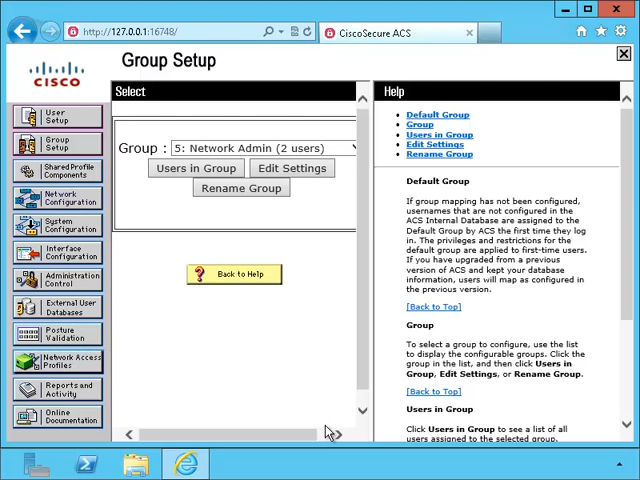 http://127.0.0.1:16748/
CiscoSecure ACS
Group Setup
CISCO
User
Setup
Group
Setup
Shared Profile
Components
Network
Configuration
System
Configuration
Interface
Configuration
Administration
Control
External User
Databases
Posture
Validation
Network Access
Profiles
Reports and
Activity
Online
Documentation
Select
Group : 5: Network Admin (2 users)
Users in Group
Edit Settings
Rename Group
Back to Help
Help
Default Group
Group
Users in Group
Edit Settings
Rename Group
Default Group
If group mapping has not been configured,
usernames that are not configured in the
ACS Internal Database are assigned to the
Default Group by ACS the first time they log
in. The privileges and restrictions for the
default group are applied to first-time users.
If you have upgraded from a previous
version of ACS and kept your database
information, users will map as configured in
the previous version.
[Back to Top]
Group
To select a group to configure, use the list
to display the configurable groups. Click the
group in the list, and then click Users in
Group, Edit Settings, or Rename Group.
[Back to Top]
Users in Group
Click Users in Group to see a list of all
users assigned to the selected group.